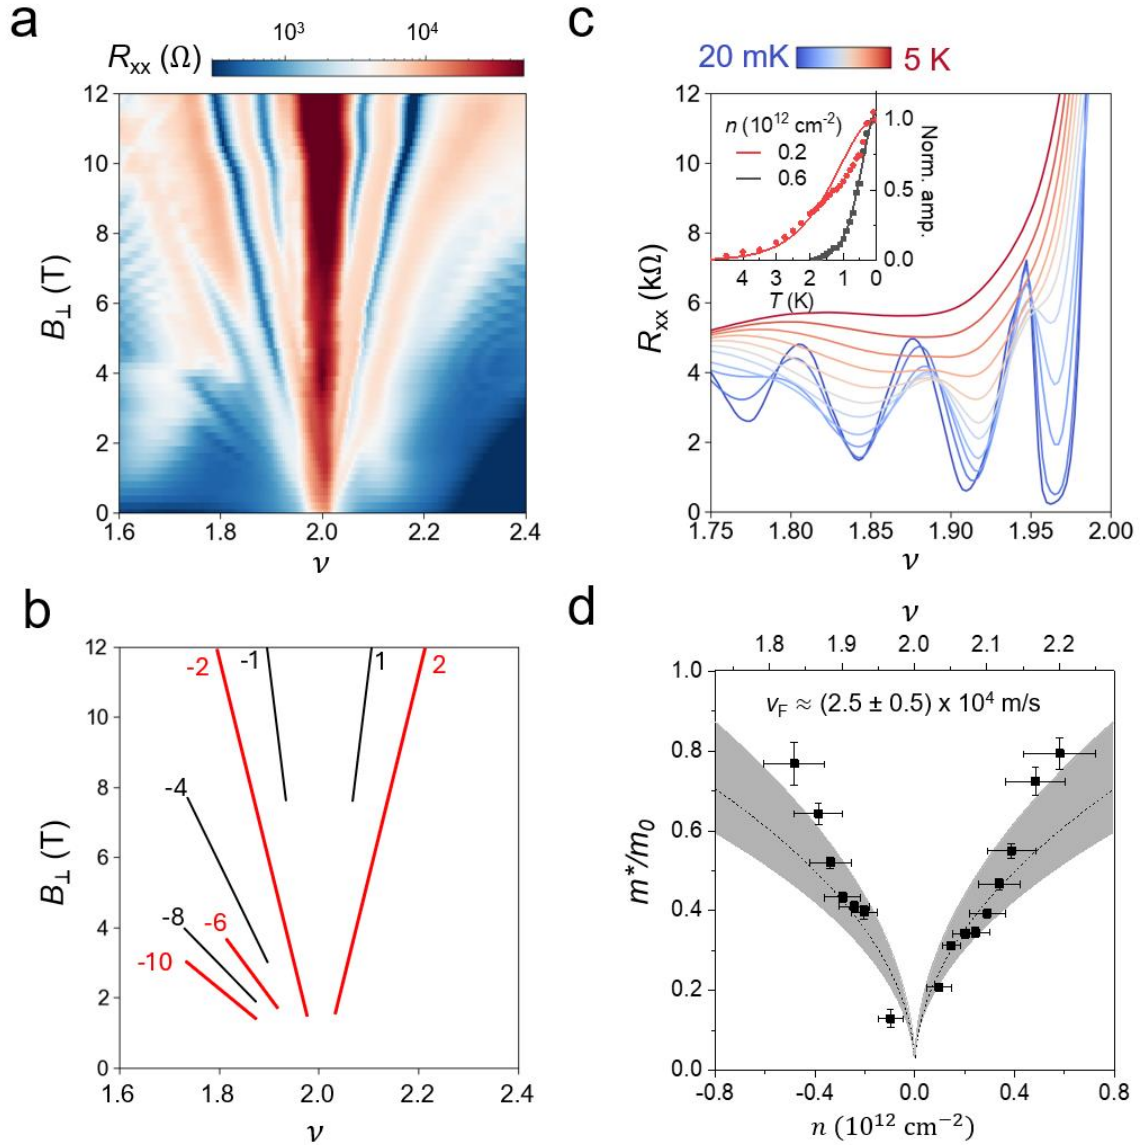 a
R_xx (Ω)
10³ 10⁴
12
10
8
6
4
2
0
B⊥ (T)
1.6 1.8 2.0 2.2 2.4
ν
c
20 mK 5 K
12
10
8
6
4
2
0
R_xx (kΩ)
n (10¹² cm⁻²)
0.2
0.6
1.0
0.5
0.0
Norm. amp.
4 3 2 1 0
T (K)
1.75 1.80 1.85 1.90 1.95 2.00
ν
b
12
10
8
6
4
2
0
B⊥ (T)
-2 -1 1 2
-4
-8 -6
-10
1.6 1.8 2.0 2.2 2.4
ν
d
ν
1.8 1.9 2.0 2.1 2.2
1.0
0.8
0.6
0.4
0.2
0.0
m*/m₀
v_F ≈ (2.5 ± 0.5) x 10⁴ m/s
-0.8 -0.4 0.0 0.4 0.8
n (10¹² cm⁻²)